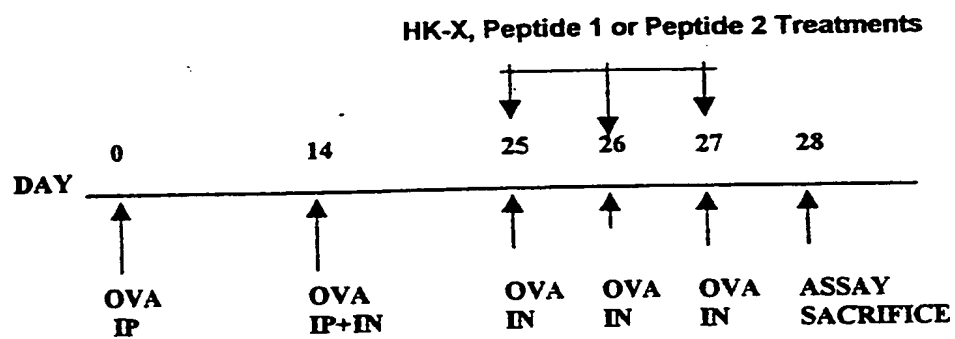 HK-X, Peptide 1 or Peptide 2 Treatments
0 14 25 26 27 28
DAY
OVA OVA OVA OVA OVA ASSAY
IP IP+IN IN IN IN SACRIFICE